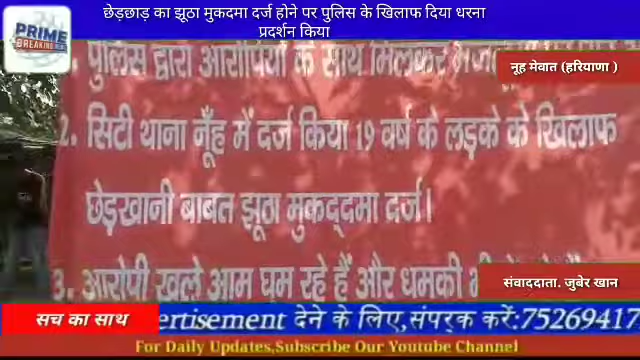 छेड़छाड़ का झूठा मुकदमा दर्ज होने पर पुलिस के खिलाफ दिया धरना
प्रदर्शन किया
PRIME
BREAKING NEWS
नूह मेवात (हरियाणा )
पुलिस द्वारा आरोपियों के साथ मिलकर
2. सिटी थाना नूँह में दर्ज किया 19 वर्ष के लड़के के खिलाफ
छेड़खानी बाबत झूठा मुकद्दमा दर्ज।
3. आरोपी खुले आम घूम रहे हैं और धमकी
संवाददाता. जुबेर खान
सच का साथ
ertisement देने के लिए,संपर्क करें:75269417
For Daily Updates,Subscribe Our Youtube Channel